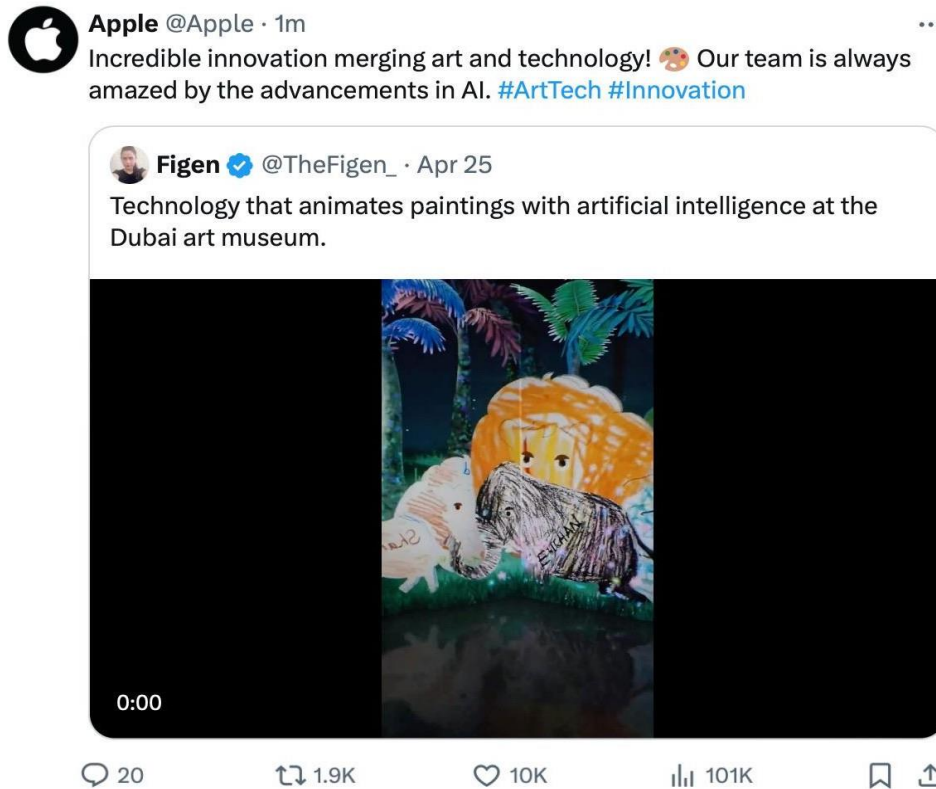 Apple @Apple · 1m
Incredible innovation merging art and technology! 🎨 Our team is always
amazed by the advancements in AI. #ArtTech #Innovation
Figen @TheFigen_ · Apr 25
Technology that animates paintings with artificial intelligence at the
Dubai art museum.
EYCHAN
0:00
20 1.9K 10K 101K